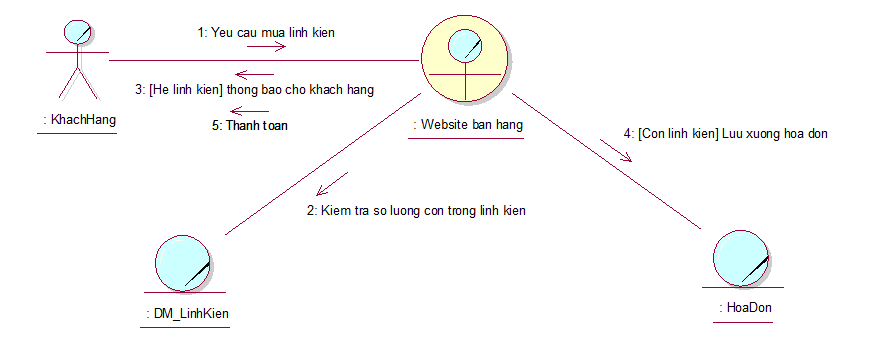 1: Yeu cau mua linh kien
3: [He linh kien] thong bao cho khach hang
5: Thanh toan
: KhachHang
: Website ban hang
4: [Con linh kien] Luu xuong hoa don
2: Kiem tra so luong con trong linh kien
: DM_LinhKien
: HoaDon